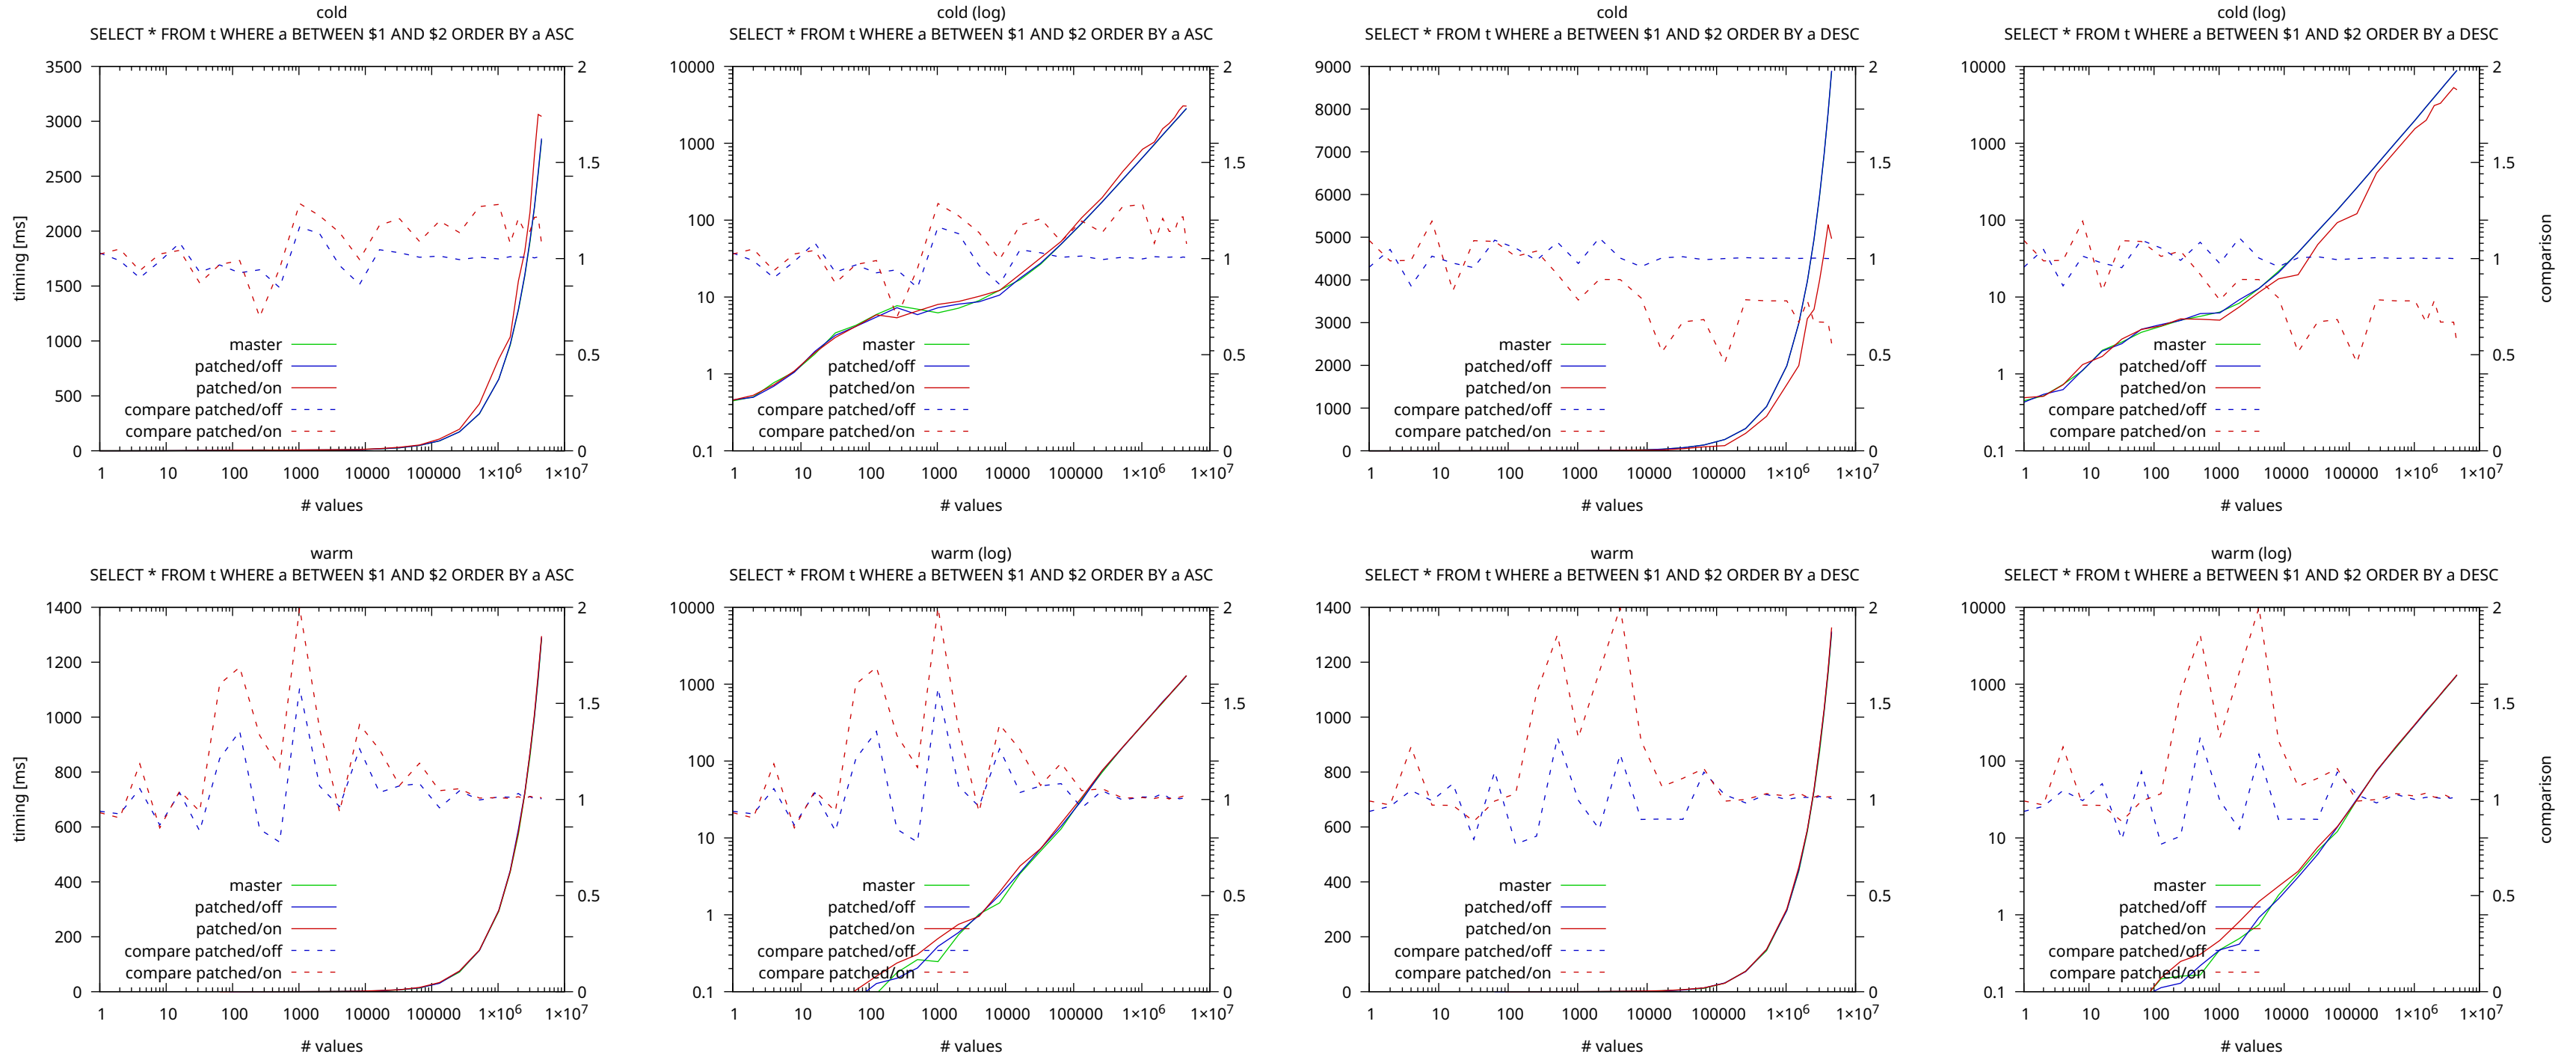 cold
SELECT * FROM t WHERE a BETWEEN $1 AND $2 ORDER BY a ASC
3500
3000
2500
2000
1500
1000
500
0
2
1.5
1
0.5
0
1 10 100 1000 10000 100000 1×10⁶ 1×10⁷
timing [ms]
# values
master
patched/off
patched/on
compare patched/off
compare patched/on
cold (log)
SELECT * FROM t WHERE a BETWEEN $1 AND $2 ORDER BY a ASC
10000
1000
100
10
1
0.1
2
1.5
1
0.5
0
1 10 100 1000 10000 100000 1×10⁶ 1×10⁷
# values
master
patched/off
patched/on
compare patched/off
compare patched/on
cold
SELECT * FROM t WHERE a BETWEEN $1 AND $2 ORDER BY a DESC
9000
8000
7000
6000
5000
4000
3000
2000
1000
0
2
1.5
1
0.5
0
1 10 100 1000 10000 100000 1×10⁶ 1×10⁷
# values
master
patched/off
patched/on
compare patched/off
compare patched/on
cold (log)
SELECT * FROM t WHERE a BETWEEN $1 AND $2 ORDER BY a DESC
10000
1000
100
10
1
0.1
2
1.5
1
0.5
0
1 10 100 1000 10000 100000 1×10⁶ 1×10⁷
comparison
# values
master
patched/off
patched/on
compare patched/off
compare patched/on
warm
SELECT * FROM t WHERE a BETWEEN $1 AND $2 ORDER BY a ASC
1400
1200
1000
800
600
400
200
0
2
1.5
1
0.5
0
1 10 100 1000 10000 100000 1×10⁶ 1×10⁷
timing [ms]
# values
master
patched/off
patched/on
compare patched/off
compare patched/on
warm (log)
SELECT * FROM t WHERE a BETWEEN $1 AND $2 ORDER BY a ASC
10000
1000
100
10
1
0.1
2
1.5
1
0.5
0
1 10 100 1000 10000 100000 1×10⁶ 1×10⁷
# values
master
patched/off
patched/on
compare patched/off
compare patched/on
warm
SELECT * FROM t WHERE a BETWEEN $1 AND $2 ORDER BY a DESC
1400
1200
1000
800
600
400
200
0
2
1.5
1
0.5
0
1 10 100 1000 10000 100000 1×10⁶ 1×10⁷
# values
master
patched/off
patched/on
compare patched/off
compare patched/on
warm (log)
SELECT * FROM t WHERE a BETWEEN $1 AND $2 ORDER BY a DESC
10000
1000
100
10
1
0.1
2
1.5
1
0.5
0
1 10 100 1000 10000 100000 1×10⁶ 1×10⁷
comparison
# values
master
patched/off
patched/on
compare patched/off
compare patched/on